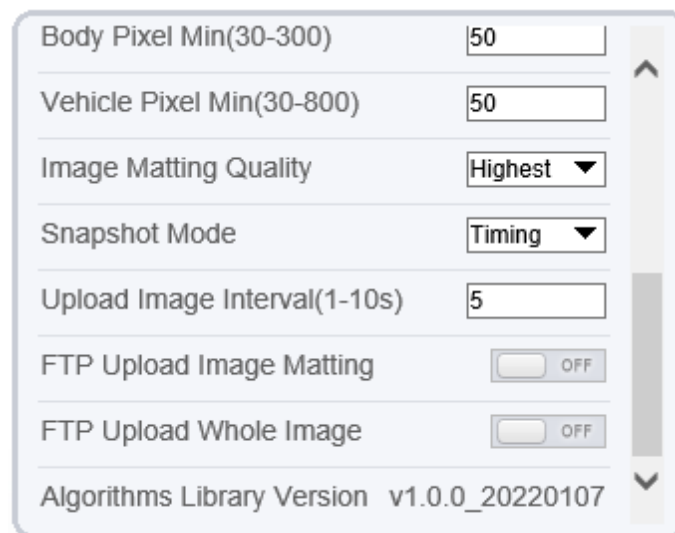 Body Pixel Min(30-300) 50
Vehicle Pixel Min(30-800) 50
Image Matting Quality Highest
Snapshot Mode Timing
Upload Image Interval(1-10s) 5
FTP Upload Image Matting OFF
FTP Upload Whole Image OFF
Algorithms Library Version v1.0.0_20220107